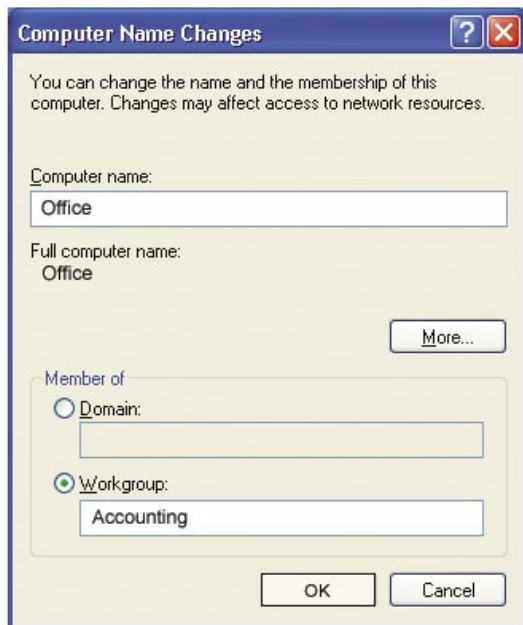 Computer Name Changes
?
You can change the name and the membership of this
computer. Changes may affect access to network resources.
Computer name:
Office
Full computer name:
Office
More...
Member of
Domain:
Workgroup:
Accounting
OK
Cancel